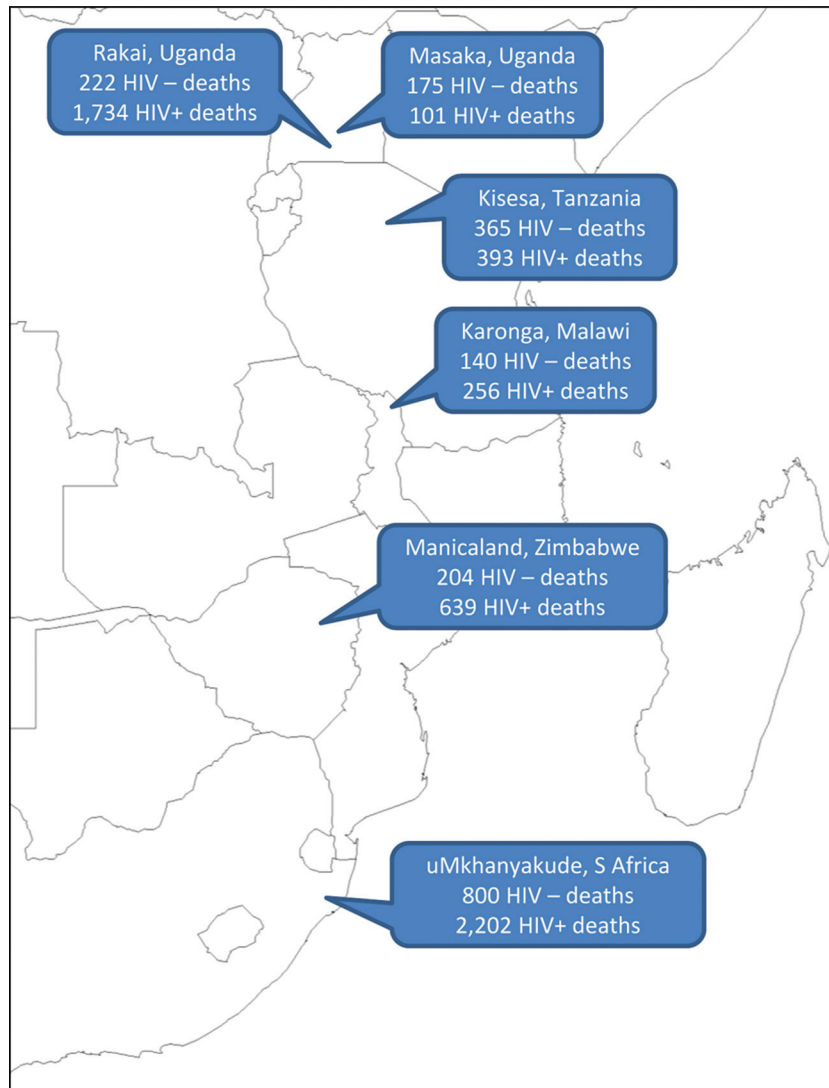 Rakai, Uganda
222 HIV – deaths
1,734 HIV+ deaths
Masaka, Uganda
175 HIV – deaths
101 HIV+ deaths
Kisesa, Tanzania
365 HIV – deaths
393 HIV+ deaths
Karonga, Malawi
140 HIV – deaths
256 HIV+ deaths
Manicaland, Zimbabwe
204 HIV – deaths
639 HIV+ deaths
uMkhanyakude, S Africa
800 HIV – deaths
2,202 HIV+ deaths